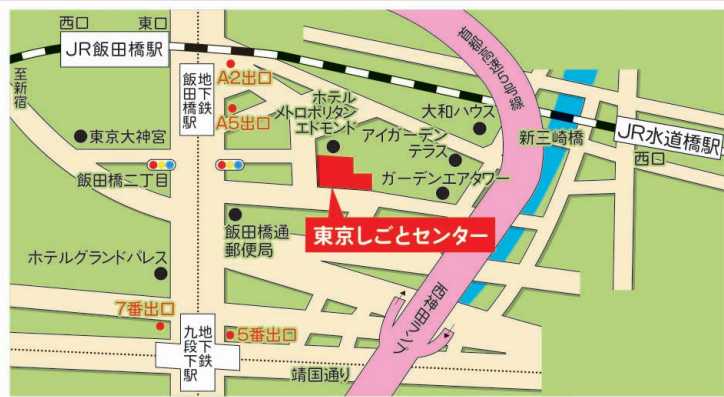 西口
東口
JR飯田橋駅
至新宿
地下鉄
飯田橋駅
A2出口
A5出口
東京大神宮
飯田橋二丁目
ホテル
メトロポリタン
エドモンド
アイガーデン
テラス
大和ハウス
ガーデンエアタワー
首都高速5号線
新三崎橋
JR水道橋駅
西口
飯田橋通
郵便局
東京しごとセンター
ホテルグランドパレス
7番出口
地下鉄
九段下駅
5番出口
西神田ランプ
靖国通り